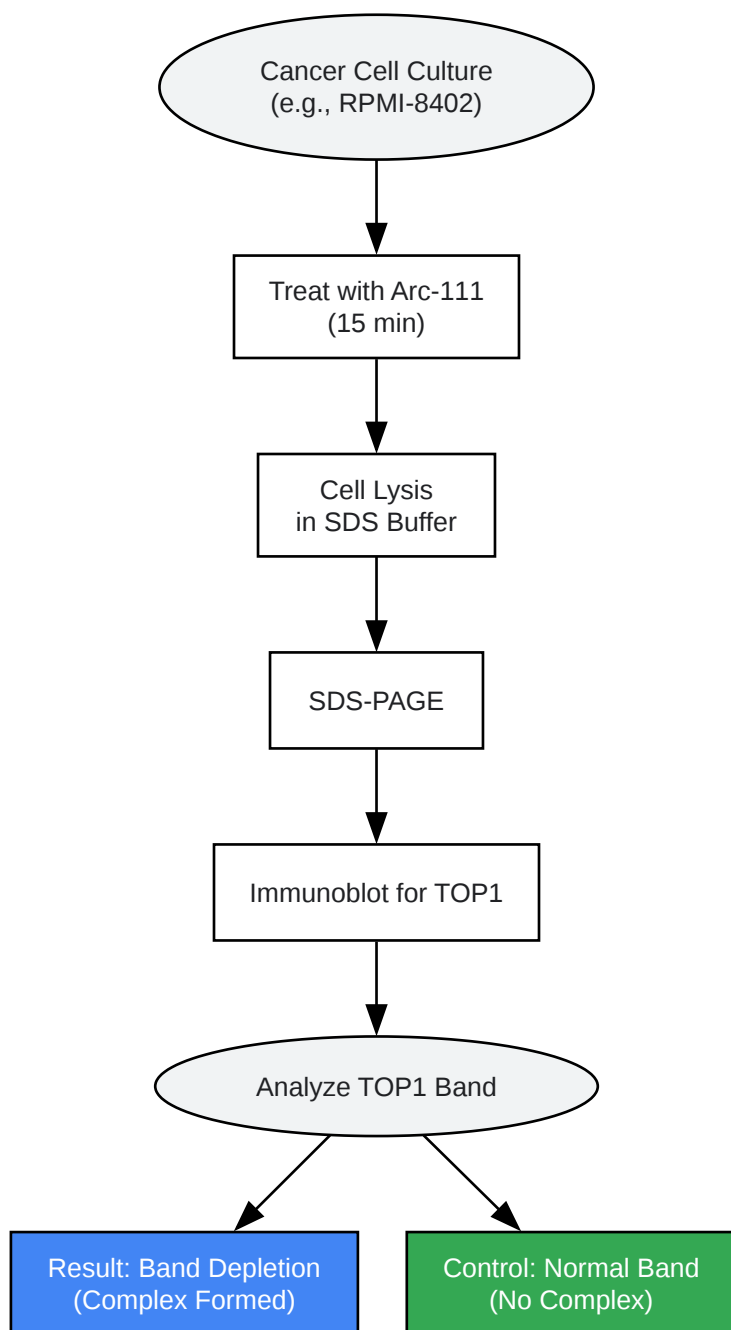 Cancer Cell Culture
(e.g., RPMI-8402)
Treat with Arc-111
(15 min)
Cell Lysis
in SDS Buffer
SDS-PAGE
Immunoblot for TOP1
Analyze TOP1 Band
Result: Band Depletion
(Complex Formed)
Control: Normal Band
(No Complex)